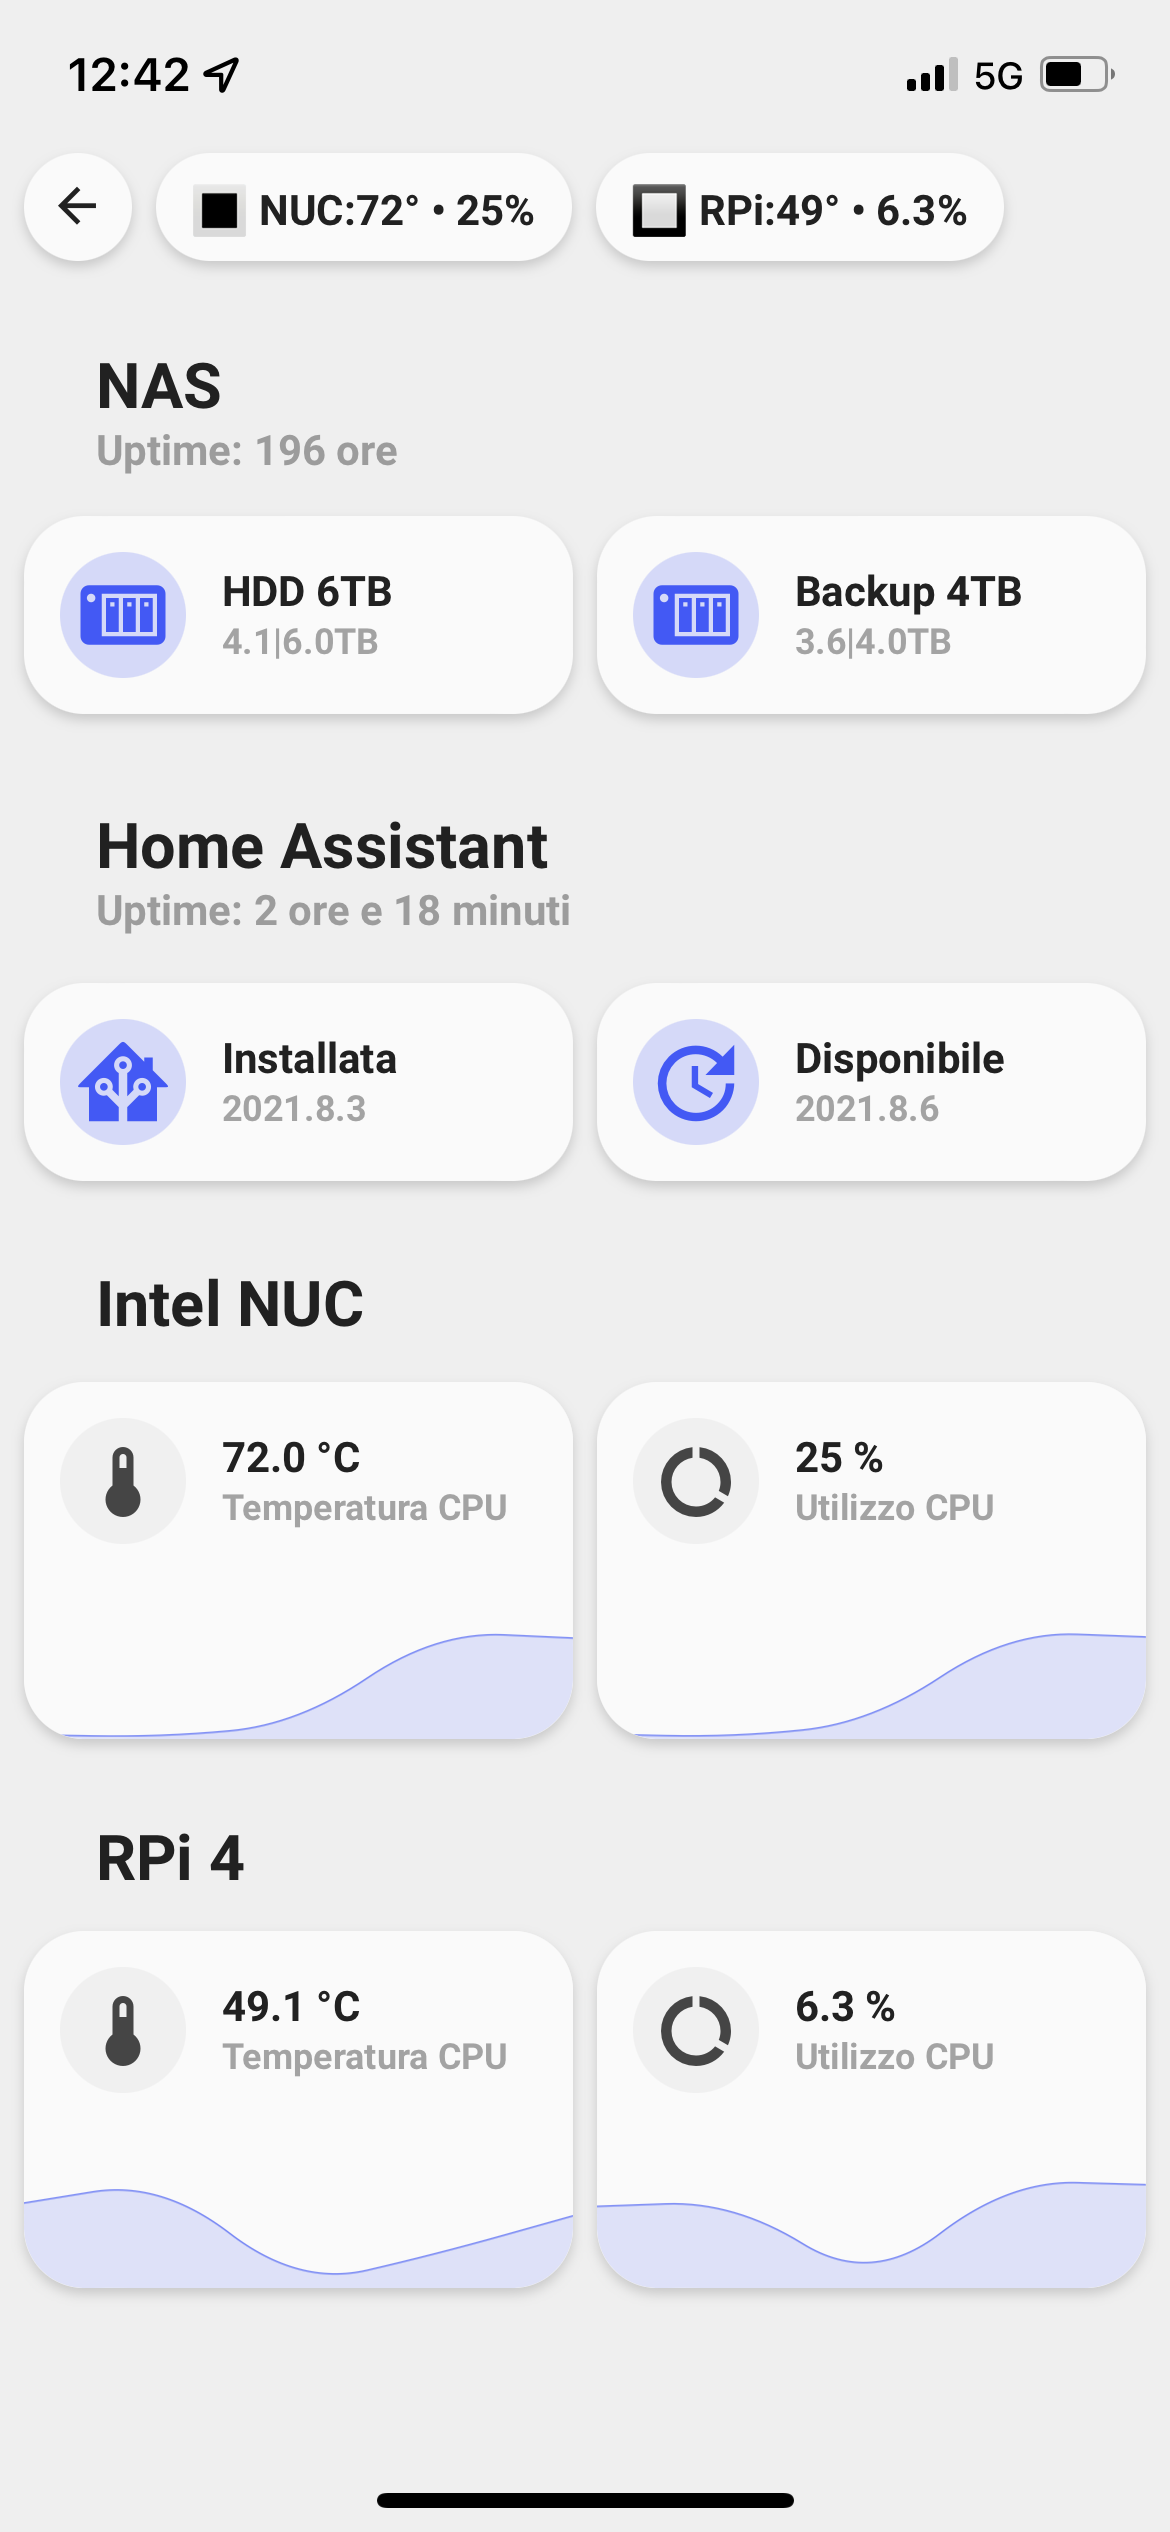 12:42 5G
NUC:72° • 25% RPi:49° • 6.3%
NAS
Uptime: 196 ore
HDD 6TB
4.1|6.0TB
Backup 4TB
3.6|4.0TB
Home Assistant
Uptime: 2 ore e 18 minuti
Installata
2021.8.3
Disponibile
2021.8.6
Intel NUC
72.0 °C
Temperatura CPU
25 %
Utilizzo CPU
RPi 4
49.1 °C
Temperatura CPU
6.3 %
Utilizzo CPU